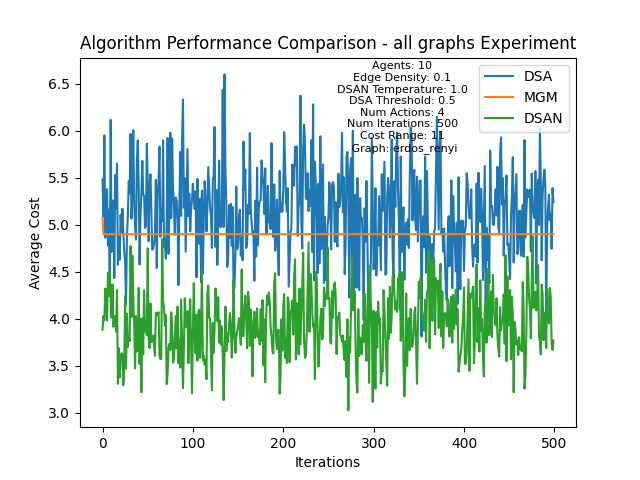 Algorithm Performance Comparison - all graphs Experiment
Agents: 10
Edge Density: 0.1
DSAN Temperature: 1.0
DSA Threshold: 0.5
Num Actions: 4
Num Iterations: 500
Cost Range: 11
Graph: erdos_renyi
DSA
MGM
DSAN
Average Cost
6.5
6.0
5.5
5.0
4.5
4.0
3.5
3.0
0
100
200
300
400
500
Iterations